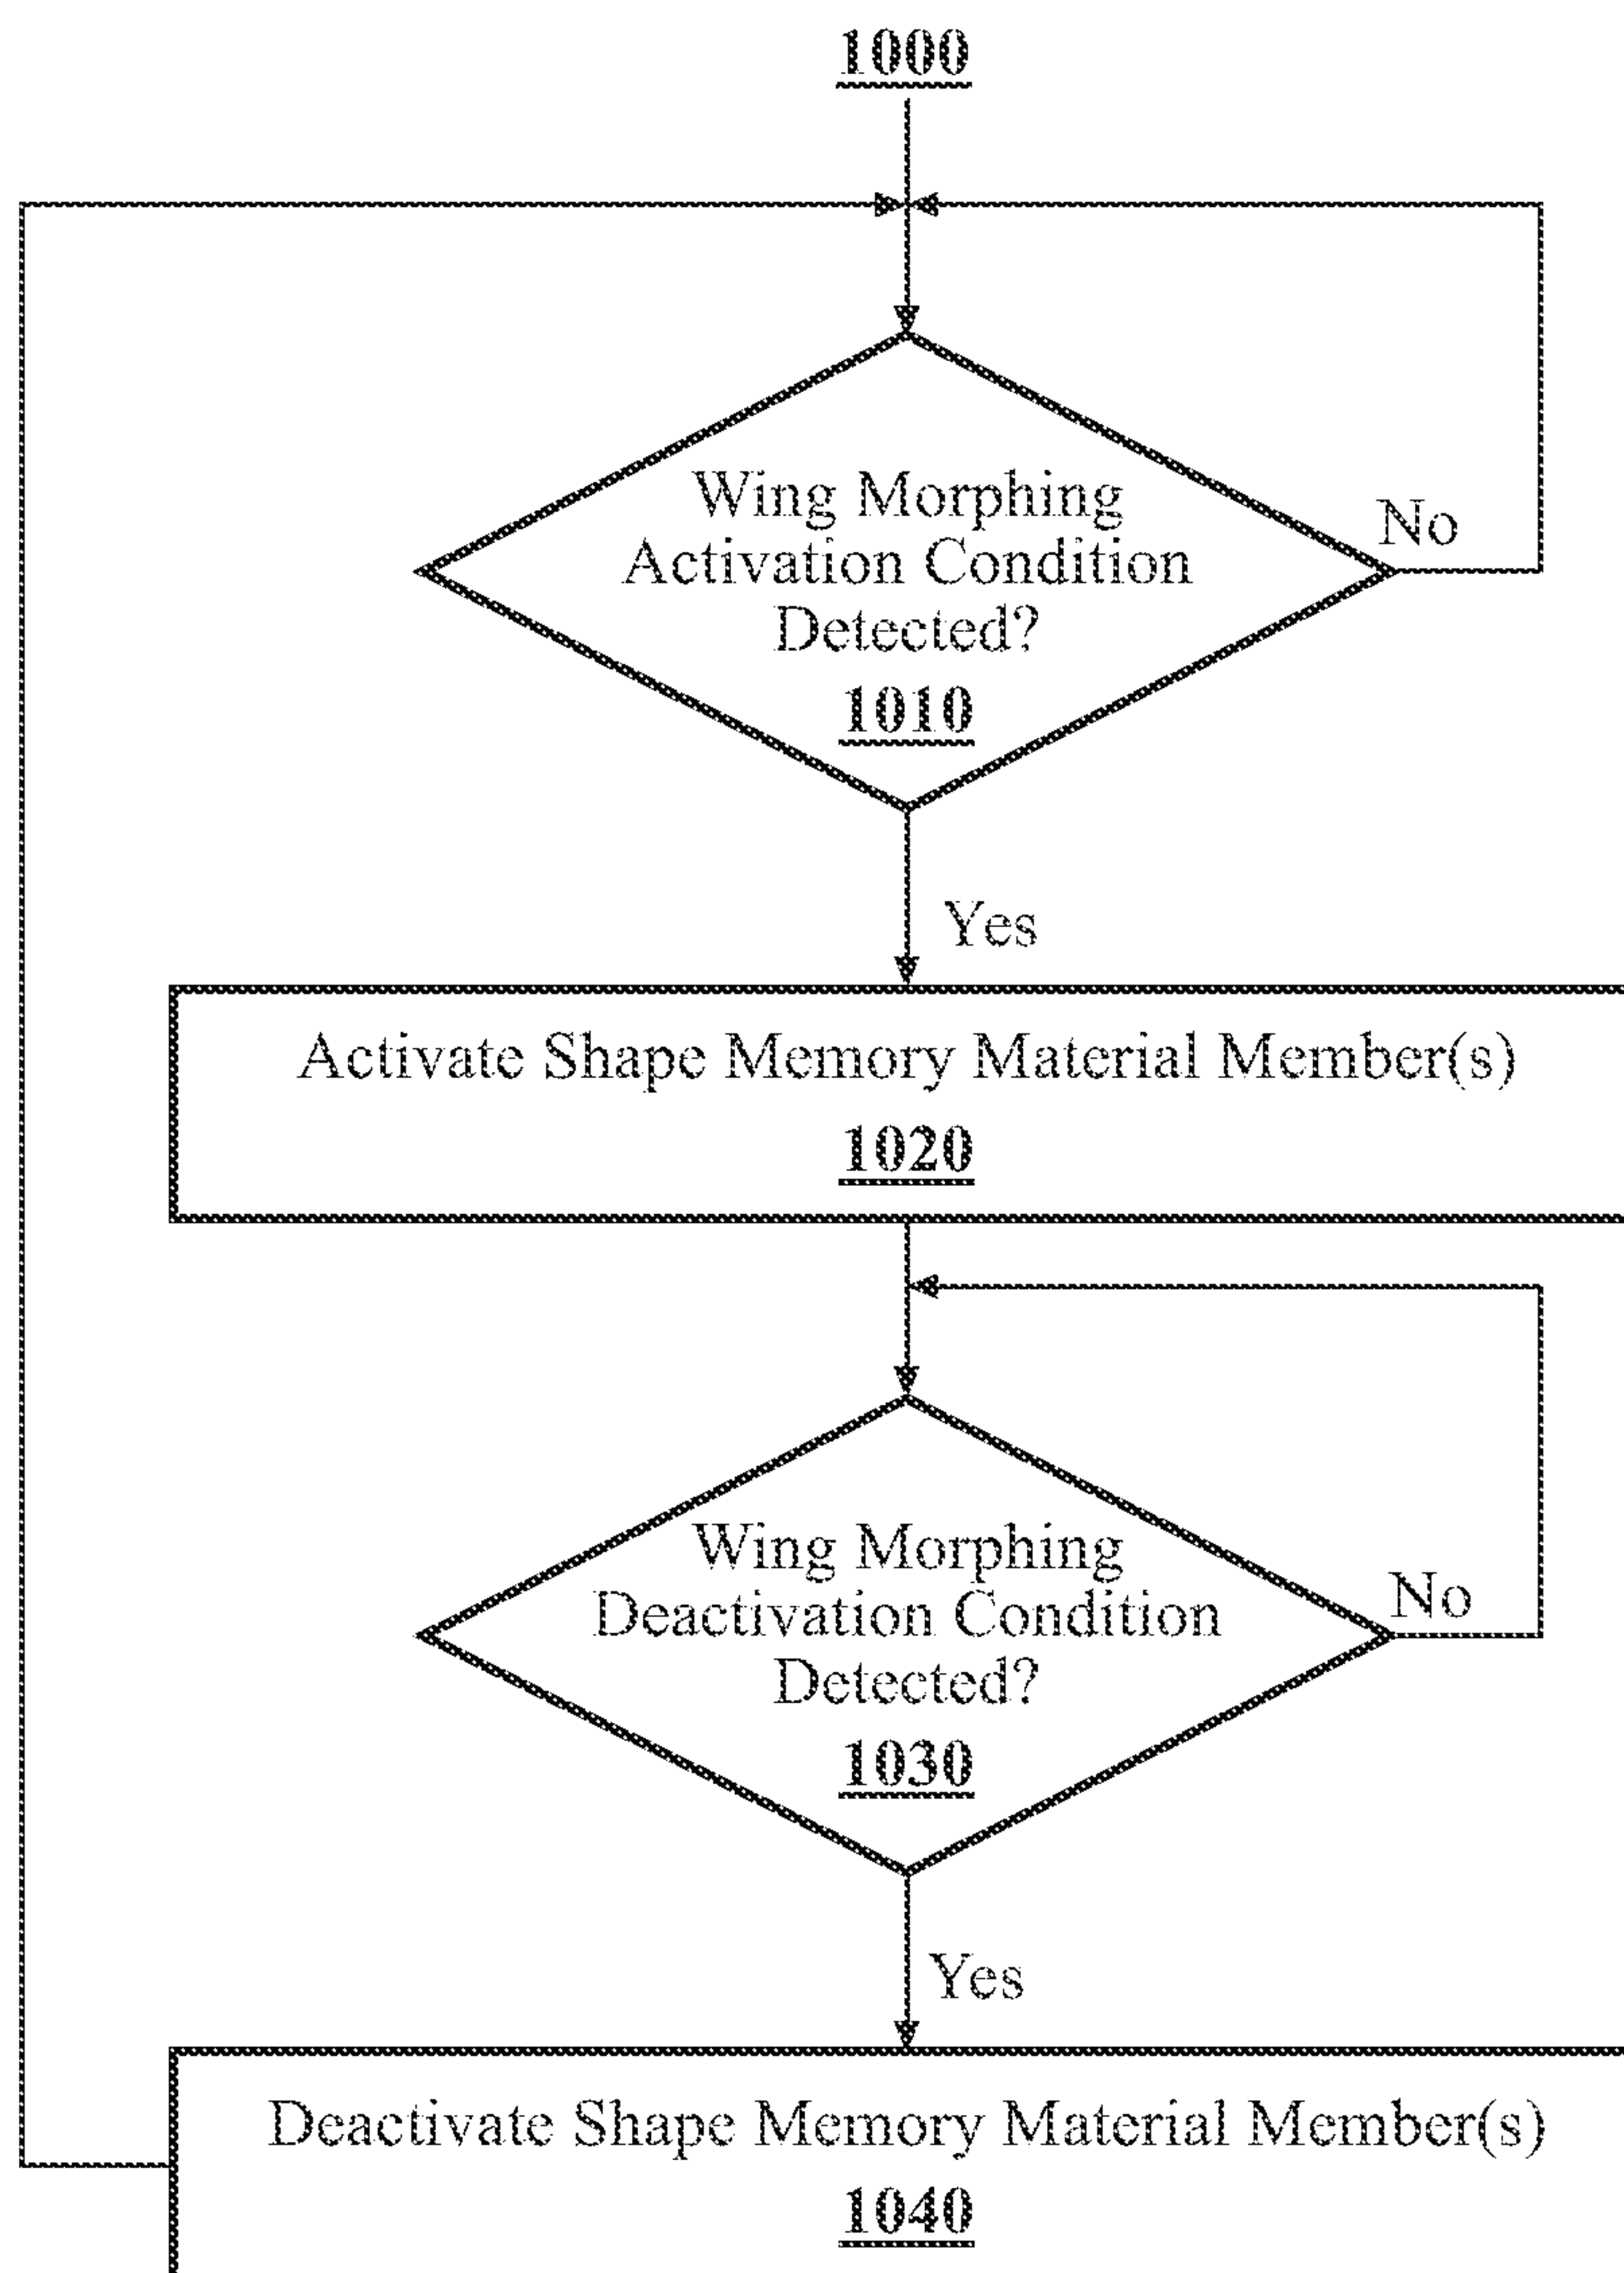 1000
Wing Morphing
Activation Condition
Detected?
1010
No
Yes
Activate Shape Memory Material Member(s)
1020
Wing Morphing
Deactivation Condition
Detected?
1030
No
Yes
Deactivate Shape Memory Material Member(s)
1040